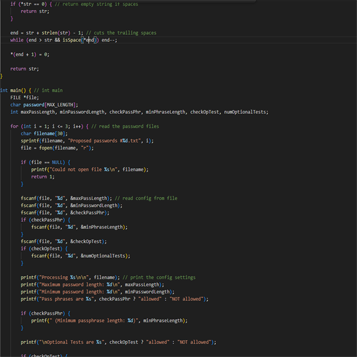 if (*str == 0) { // return empty string it spaces
return str;
}
end = str + strlen(str) - 1; // cuts the trailing spaces
while (end > str && isSpace(*end)) end--;
*(end + 1) = 0;
return str;
}
int main() { // int main
FILE *file;
char password[MAX_LENGTH];
int maxPassLength, minPasswordLength, checkPassPhr, minPhraseLength, checkOpTest, numOptionalTests;
for (int i = 1; i <= 3; i++) { // read the password files
char filename[30];
sprintf(filename, "Proposed passwords #%d.txt", i);
file = fopen(filename, "r");
if (file == NULL) {
printf("Could not open file %s\n", filename);
return 1;
}
fscanf(file, "%d", &maxPassLength); // read config from file
fscanf(file, "%d", &minPasswordLength);
fscanf(file, "%d", &checkPassPhr);
if (checkPassPhr) {
fscanf(file, "%d", &minPhraseLength);
}
fscanf(file, "%d", &checkOpTest);
if (checkOpTest) {
fscanf(file, "%d", &numOptionalTests);
}
printf("Processing %s\n\n", filename); // print the config settings
printf("Maximum password length: %d\n", maxPassLength);
printf("Minimum password length: %d\n", minPasswordLength);
printf("Pass phrases are %s", checkPassPhr ? "allowed" : "NOT allowed");
if (checkPassPhr) {
printf(" (Minimum passphrase length: %d)", minPhraseLength);
}
printf("\nOptional Tests are %s", checkOpTest ? "allowed" : "NOT allowed");
if (checkOpTest) {